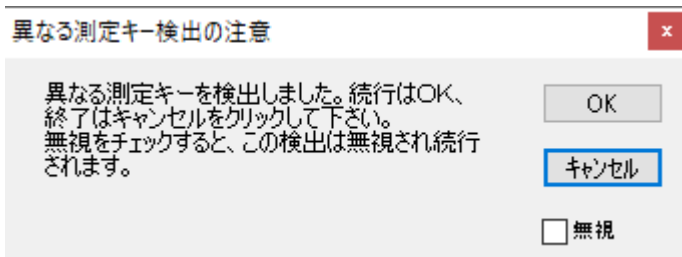 異なる測定キー検出の注意
x
異なる測定キーを検出しました。続行はOK、
終了はキャンセルをクリックして下さい。
無視をチェックすると、この検出は無視され続行
されます。
OK
キャンセル
無視